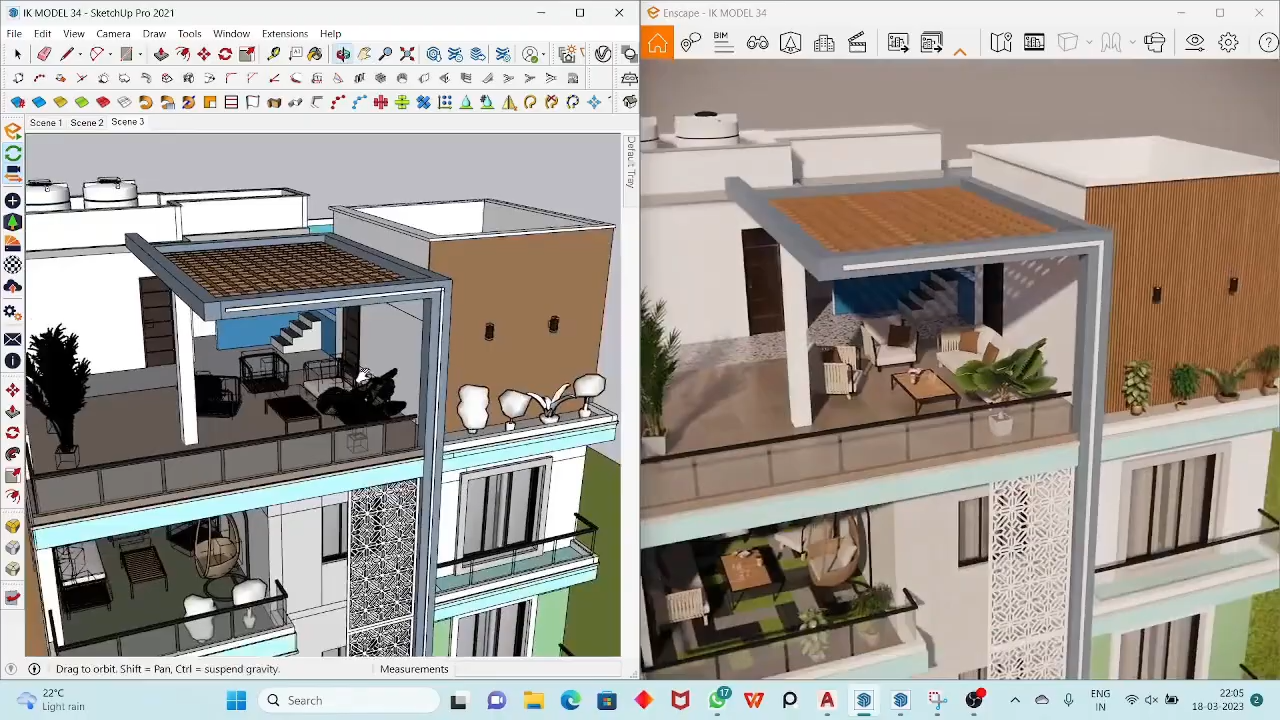 IK MODEL 34 - SketchUp Pro 2021
Enscape - IK MODEL 34
File Edit View Camera Draw Tools Window Extensions Help
BIM
Scene 1 Scene 2 Scene 3
Default Tray
Drag to orbit. Shift = Pan, Ctrl = suspend gravity.
Measurements
22°C
Light rain
Search
17
ENG
IN
22:05
18-03-2023
2